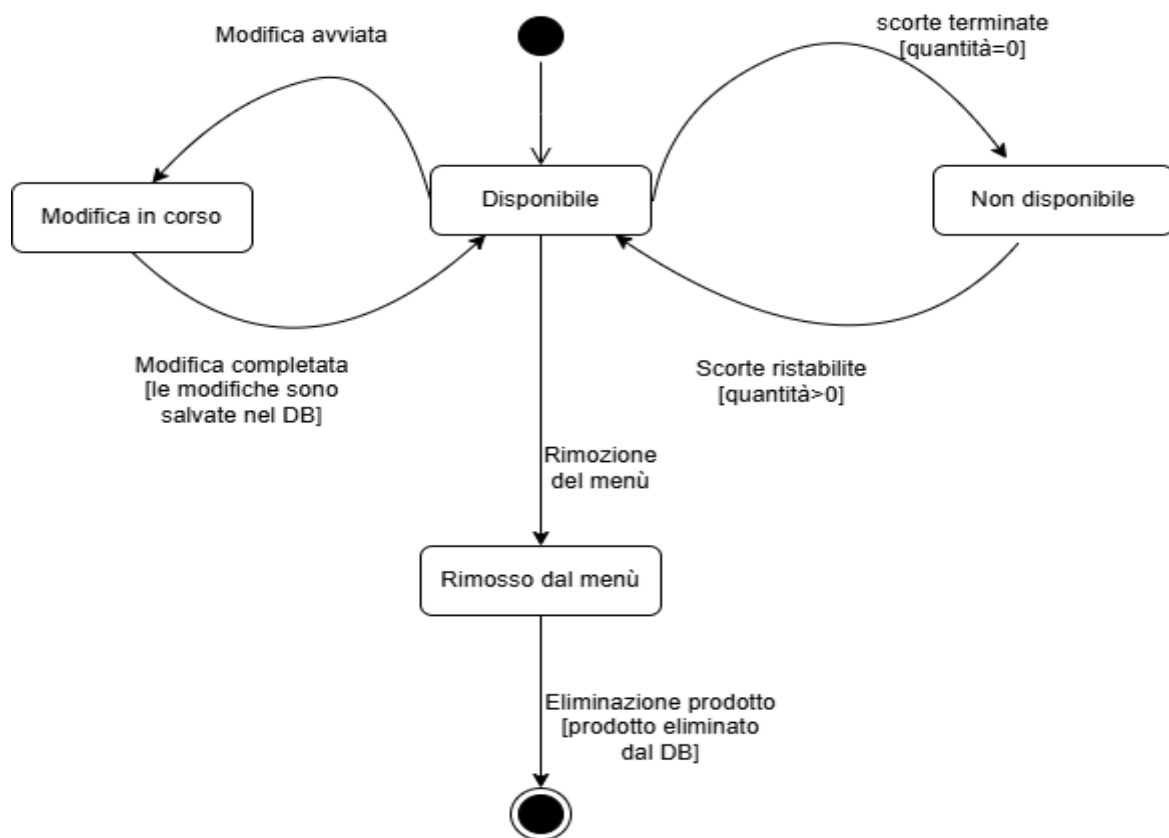 Modifica avviata
scorte terminate
[quantità=0]
Modifica in corso
Disponibile
Non disponibile
Modifica completata
[le modifiche sono
salvate nel DB]
Scorte ristabilite
[quantità>0]
Rimozione
del menù
Rimosso dal menù
Eliminazione prodotto
[prodotto eliminato
dal DB]